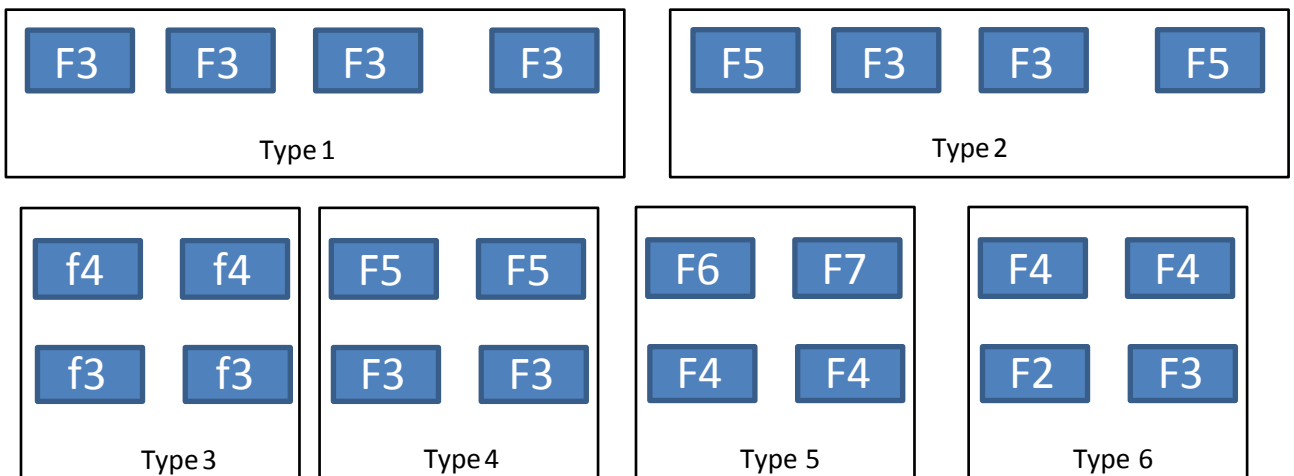 F3 F3 F3 F3
Type 1
F5 F3 F3 F5
Type 2
f4 f4
f3 f3
Type 3
F5 F5
F3 F3
Type 4
F6 F7
F4 F4
Type 5
F4 F4
F2 F3
Type 6